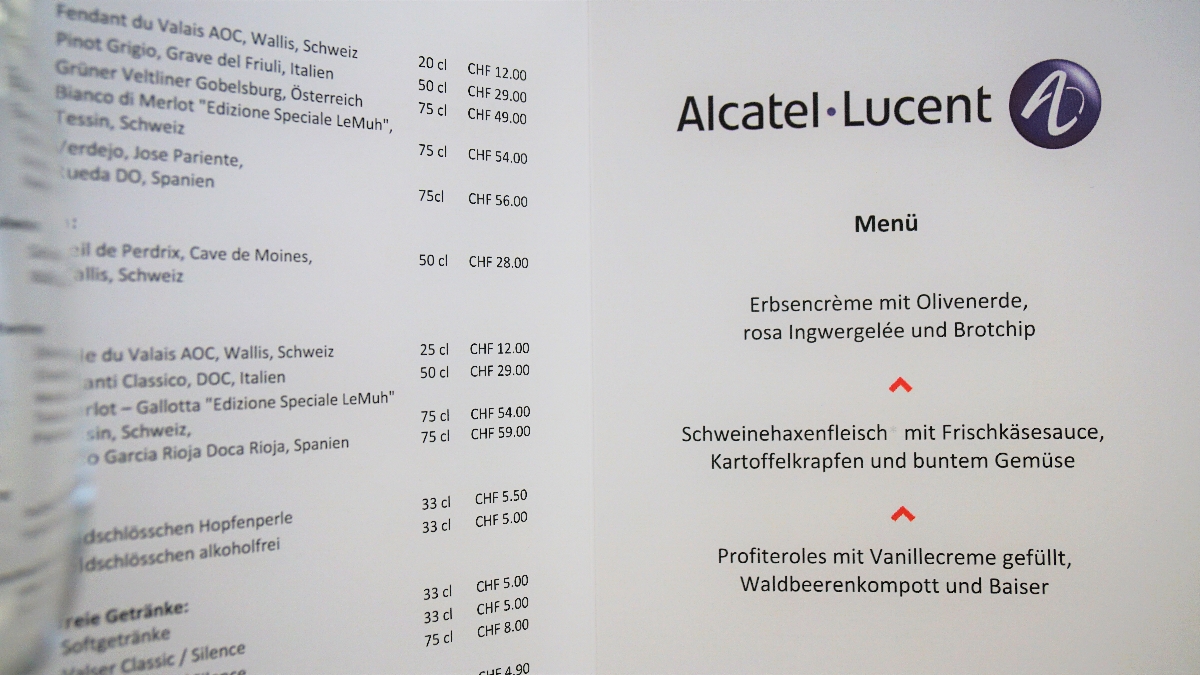 Fendant du Valais AOC, Wallis, Schweiz
Pinot Grigio, Grave del Friuli, Italien 20 cl CHF 12.00
Grüner Veltliner Gobelsburg, Österreich 50 cl CHF 29.00
Bianco di Merlot "Edizione Speciale LeMuh", 75 cl CHF 49.00
Tessin, Schweiz
Verdejo, Jose Pariente, 75 cl CHF 54.00
Rueda DO, Spanien
75cl CHF 56.00
il de Perdrix, Cave de Moines, 50 cl CHF 28.00
allis, Schweiz
le du Valais AOC, Wallis, Schweiz 25 cl CHF 12.00
anti Classico, DOC, Italien 50 cl CHF 29.00
rlot – Gallotta "Edizione Speciale LeMuh"
sin, Schweiz, 75 cl CHF 54.00
o Garcia Rioja Doca Rioja, Spanien 75 cl CHF 59.00
dschlösschen Hopfenperle 33 cl CHF 5.50
ldschlösschen alkoholfrei 33 cl CHF 5.00
reie Getränke:
Softgetränke 33 cl CHF 5.00
Valser Classic / Silence 33 cl CHF 5.00
75 cl CHF 8.00
CHF 4.90
Alcatel·Lucent
Menü
Erbsencrème mit Olivenerde,
rosa Ingwergelée und Brotchip
Schweinehaxenfleisch mit Frischkäsesauce,
Kartoffelkrapfen und buntem Gemüse
Profiteroles mit Vanillecreme gefüllt,
Waldbeerenkompott und Baiser